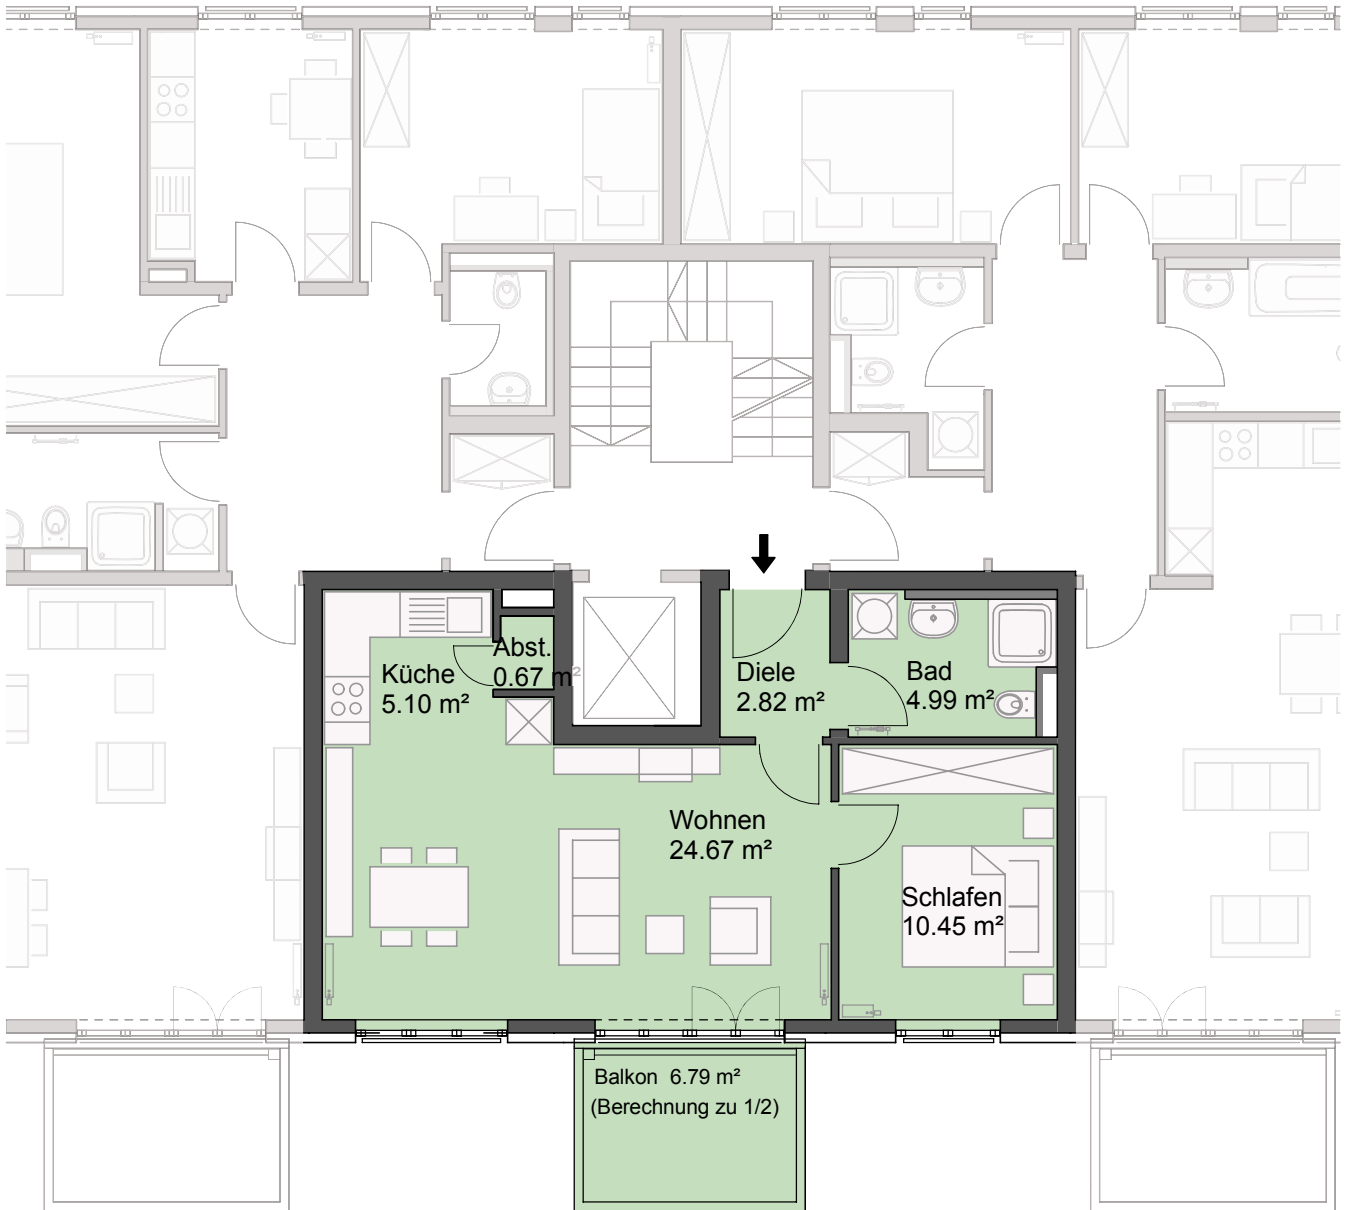 Abst.
0.67 m²
Küche
5.10 m²
Diele
2.82 m²
Bad
4.99 m²
Wohnen
24.67 m²
Schlafen
10.45 m²
Balkon 6.79 m²
(Berechnung zu 1/2)